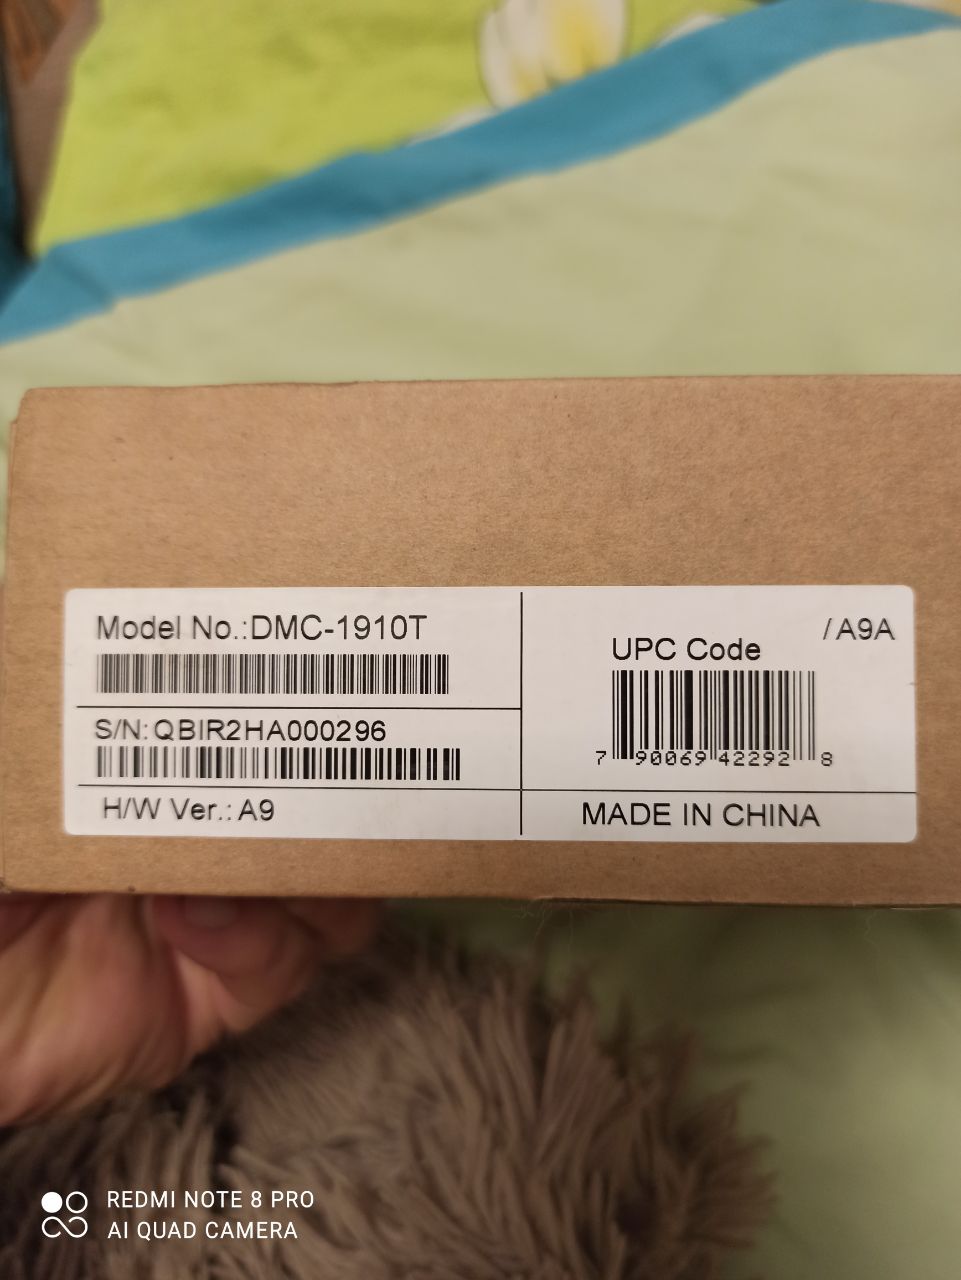 Model No.:DMC-1910T
S/N:QBIR2HA000296
H/W Ver.: A9
/A9A
UPC Code
7 90069 42292 8
MADE IN CHINA
REDMI NOTE 8 PRO
AI QUAD CAMERA